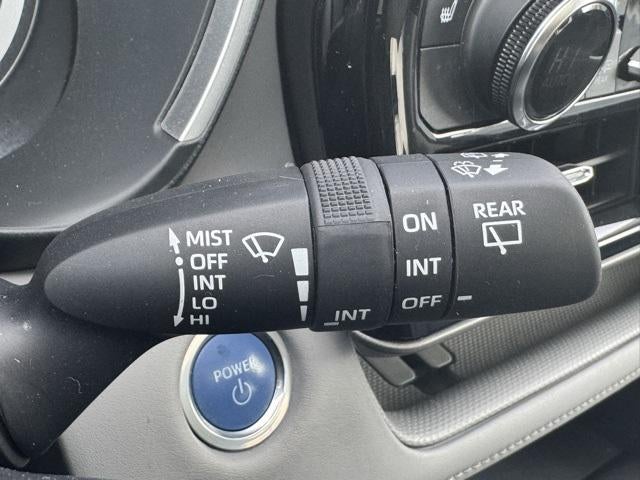 MIST
OFF
INT
LO
HI
INT
ON
INT
OFF
REAR
POWER